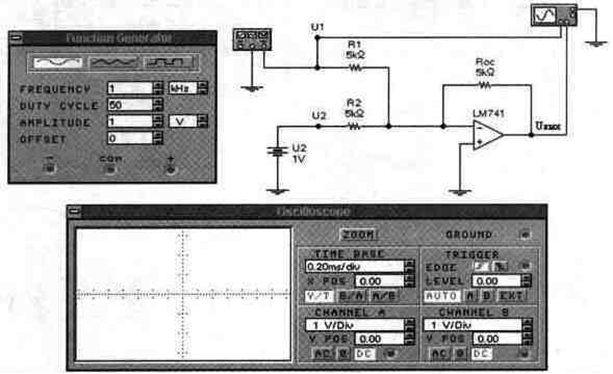 Function Generator
FREQUENCY 1 kHz
DUTY CYCLE 50
AMPLITUDE 1 V
OFFSET 0
- COM +
U1
R1
5kΩ
Roc
5kΩ
U2
R2
5kΩ
LM741
Uвых
U2
1V
Oscilloscope
ZOOM GROUND
TIME BASE
0.20ms/div
X POS 0.00
Y/T B/A A/B
TRIGGER
EDGE
LEVEL 0.00
AUTO A B EXT
CHANNEL A
1 V/Div
Y POS 0.00
AC 0 DC
CHANNEL B
1 V/Div
Y POS 0.00
AC 0 DC